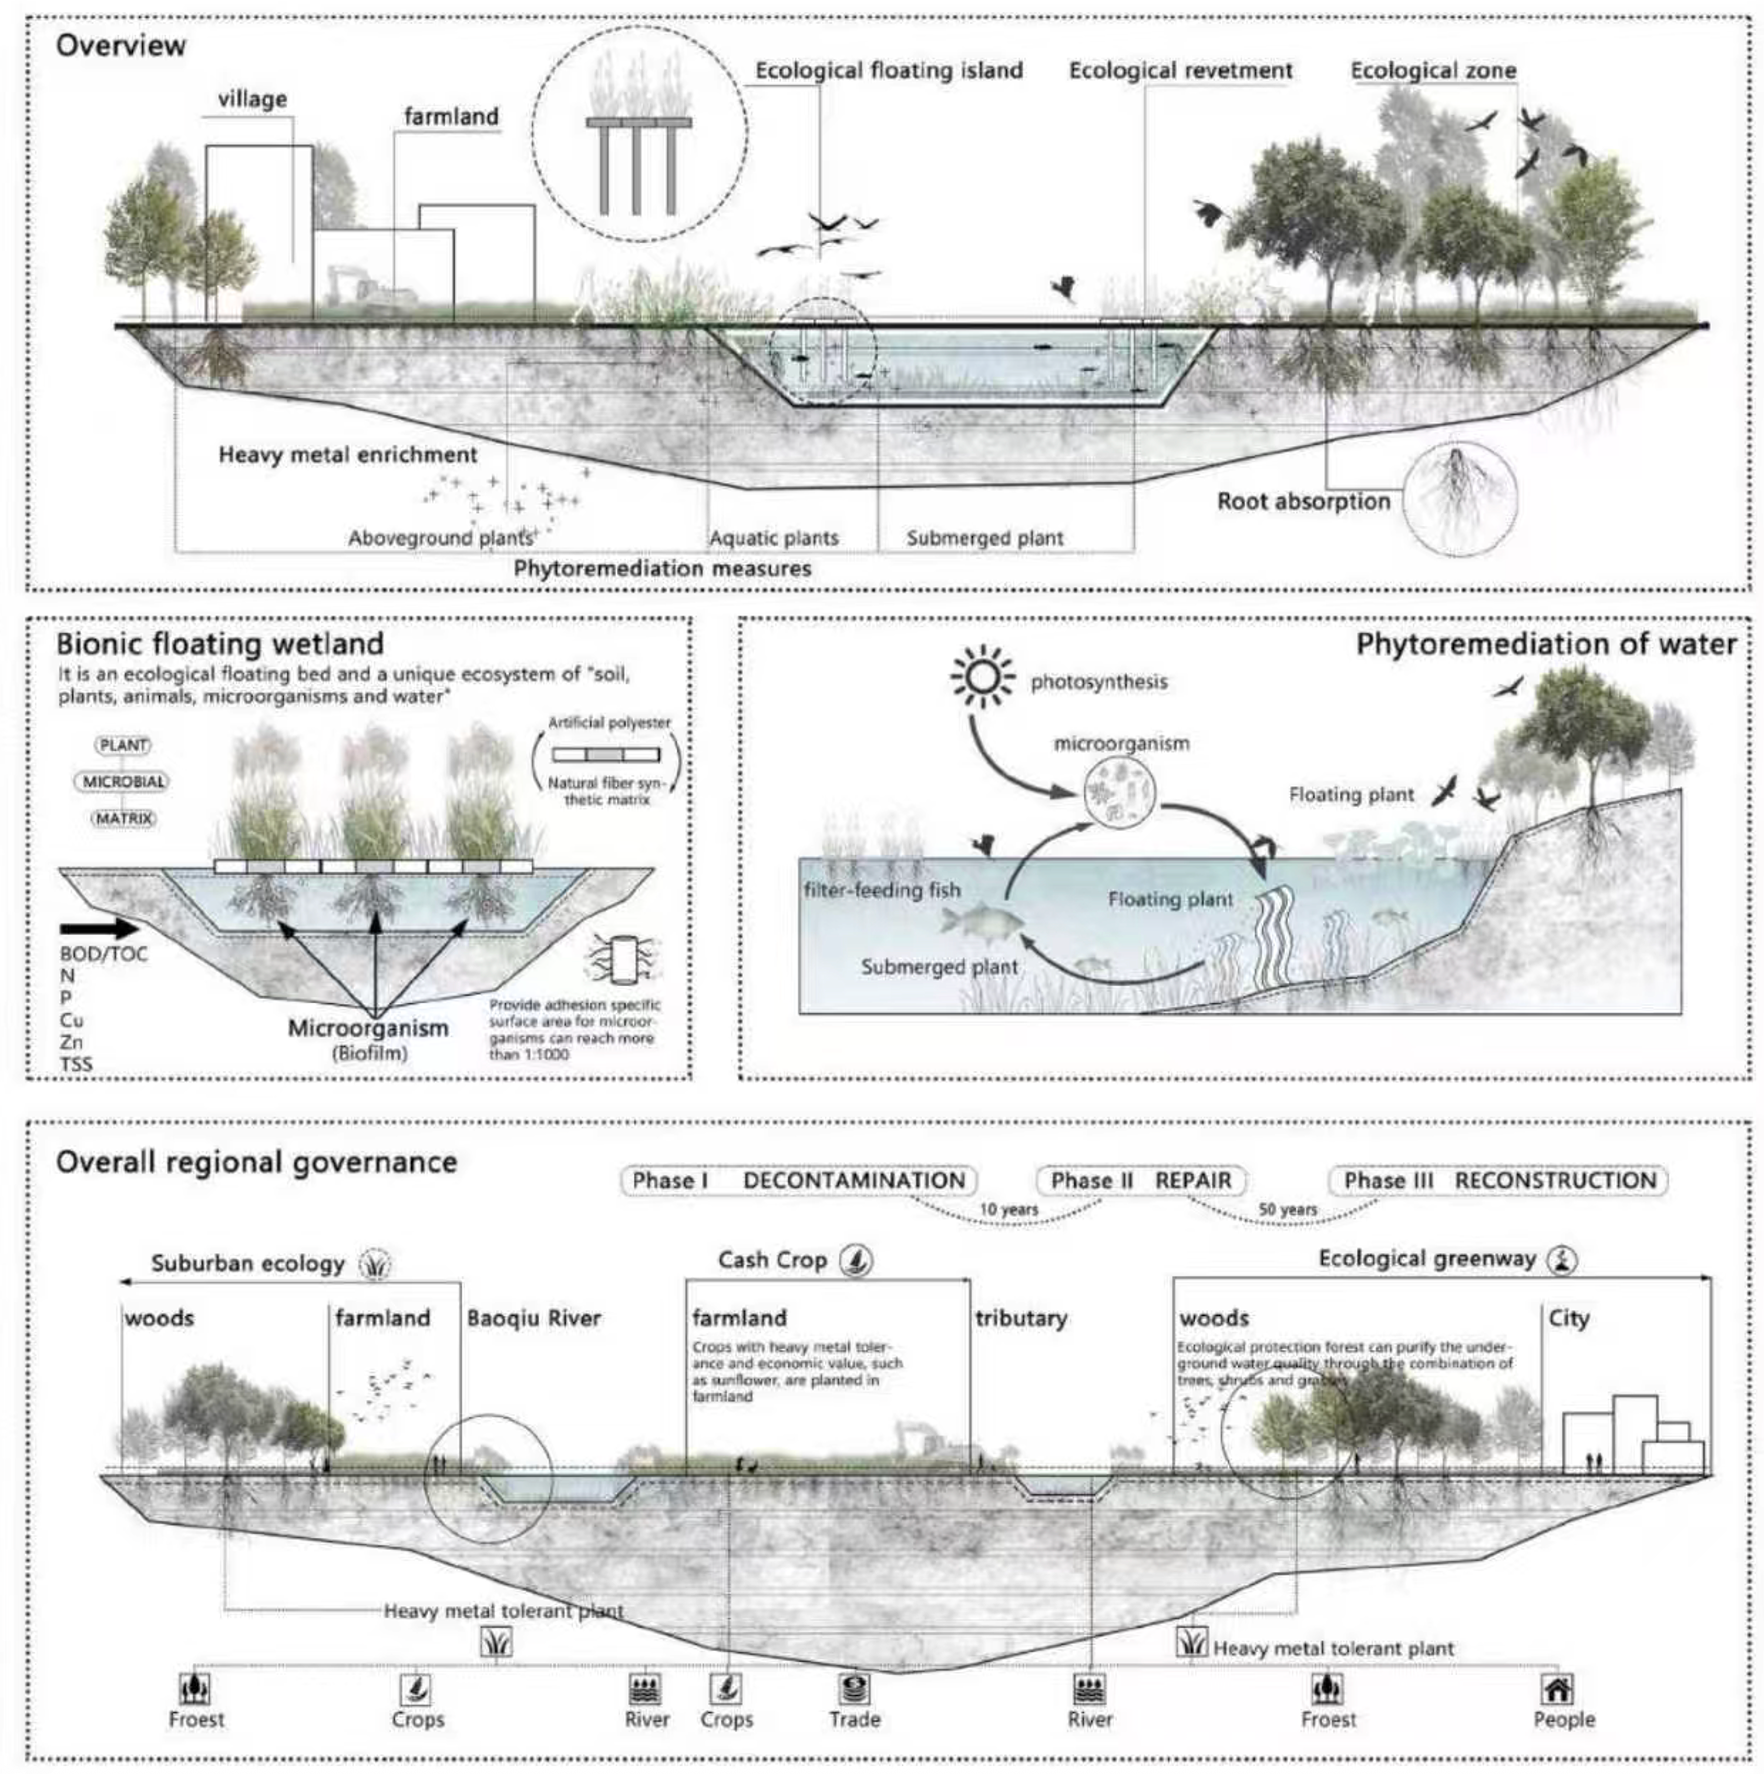 Overview
village
farmland
Ecological floating island
Ecological revetment
Ecological zone
Heavy metal enrichment
Root absorption
Aboveground plants
Aquatic plants
Submerged plant
Phytoremediation measures
Bionic floating wetland
It is an ecological floating bed and a unique ecosystem of "soil,
plants, animals, microorganisms and water"
PLANT
MICROBIAL
MATRIX
Artificial polyester
Natural fiber syn-
thetic matrix
BOD/TOC
N
P
Cu
Zn
TSS
Microorganism
(Biofilm)
Provide adhesion specific
surface area for microor-
ganisms can reach more
than 1:1000
Phytoremediation of water
photosynthesis
microorganism
Floating plant
filter-feeding fish
Floating plant
Submerged plant
Overall regional governance
Phase I DECONTAMINATION
Phase II REPAIR
Phase III RECONSTRUCTION
10 years
50 years
Suburban ecology
Cash Crop
Ecological greenway
woods
farmland
Baoqiu River
farmland
tributary
woods
City
Crops with heavy metal toler-
ance and economic value, such
as sunflower, are planted in
farmland
Ecological protection forest can purify the under-
ground water quality through the combination of
trees, shrubs and grasses
Heavy metal tolerant plant
Heavy metal tolerant plant
Froest
Crops
River
Crops
Trade
River
Froest
People